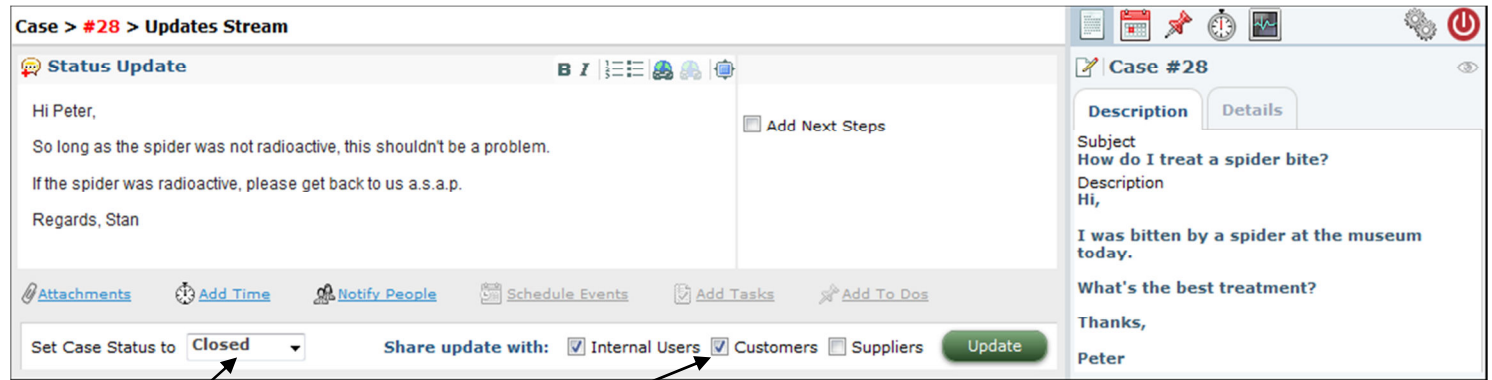 Case > #28 > Updates Stream
Status Update
B I
Hi Peter,
So long as the spider was not radioactive, this shouldn't be a problem.
If the spider was radioactive, please get back to us a.s.a.p.
Regards, Stan
Add Next Steps
Attachments Add Time Notify People Schedule Events Add Tasks Add To Dos
Set Case Status to Closed Share update with: Internal Users Customers Suppliers Update
Case #28
Description Details
Subject
How do I treat a spider bite?
Description
Hi,
I was bitten by a spider at the museum
today.
What's the best treatment?
Thanks,
Peter